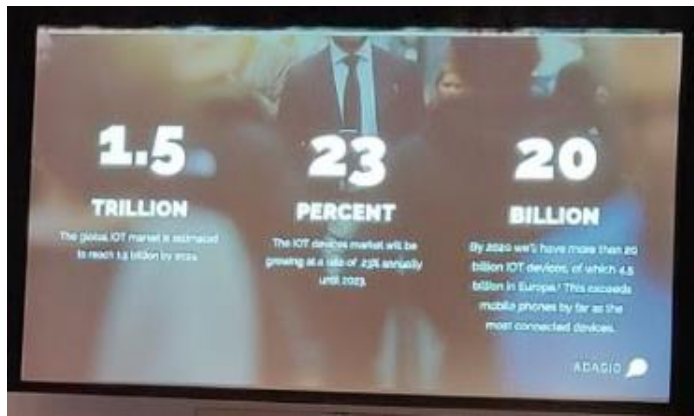 1.5
TRILLION
The global IOT market is estimated
to reach 1.5 trillion by
23
PERCENT
The IOT devices market will be
growing at a rate of 23% annually
until 2023.
20
BILLION
By 2020 we'll have more than 20
billion IOT devices, of which 4.5
billion in Europe. This exceeds
mobile phones by far as the
most connected devices.
ADAGIO